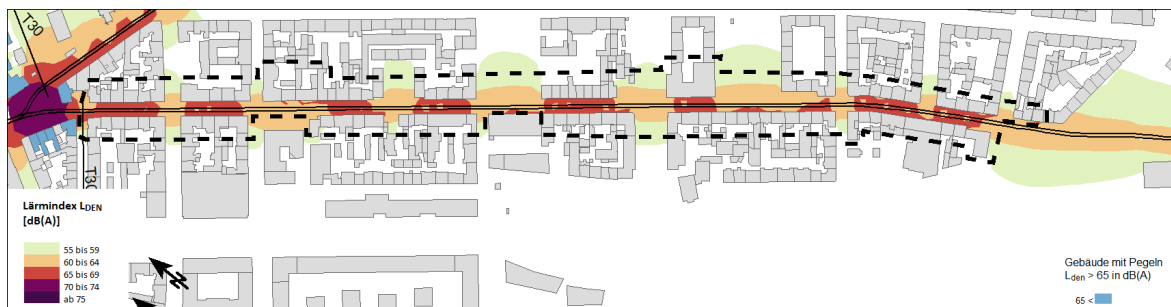 T30
T30
Lärmindex LDEN
[dB(A)]
55 bis 59
60 bis 64
65 bis 69
70 bis 74
ab 75
Gebäude mit Pegeln
Lden > 65 in dB(A)
65 <